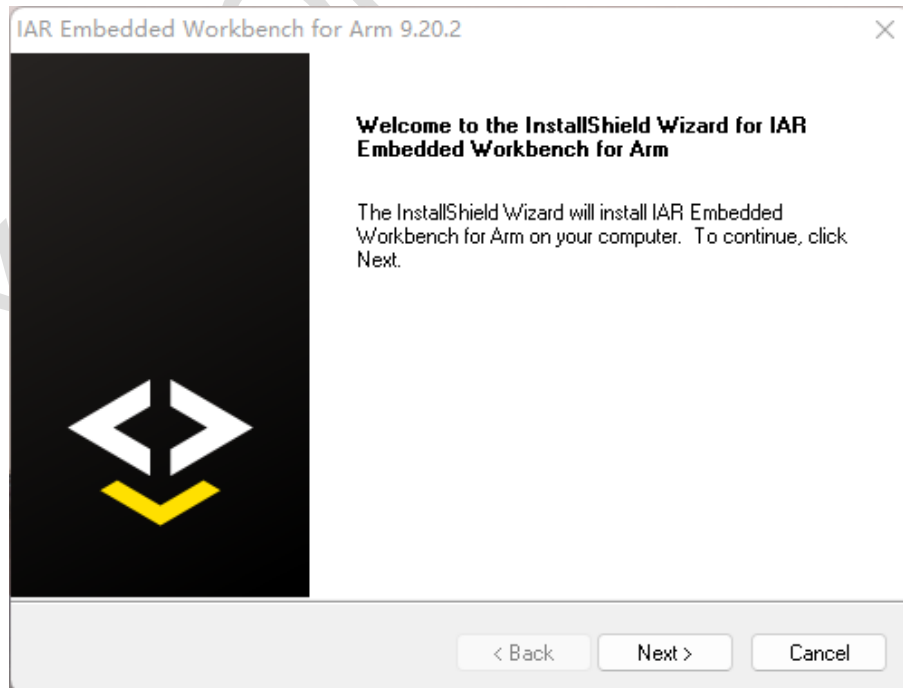 IAR Embedded Workbench for Arm 9.20.2
Welcome to the InstallShield Wizard for IAR
Embedded Workbench for Arm
The InstallShield Wizard will install IAR Embedded
Workbench for Arm on your computer.  To continue, click
Next.
< Back
Next >
Cancel